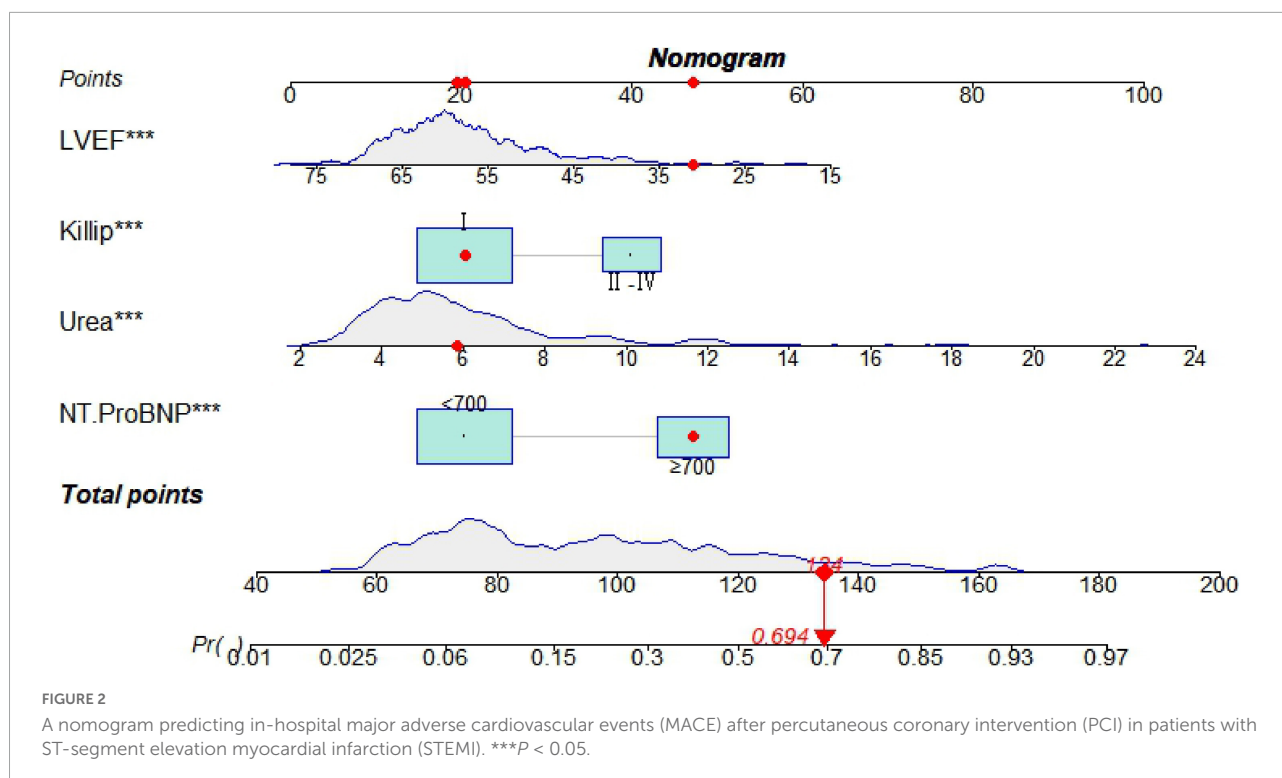 Nomogram
Points
0 20 40 60 80 100
LVEF***
75 65 55 45 35 25 15
I
Killip***
II -IV
Urea***
2 4 6 8 10 12 14 16 18 20 22 24
<700
NT.ProBNP***
≥700
Total points
134
40 60 80 100 120 140 160 180 200
0.694
Pr( )
0.01 0.025 0.06 0.15 0.3 0.5 0.7 0.85 0.93 0.97
FIGURE 2
A nomogram predicting in-hospital major adverse cardiovascular events (MACE) after percutaneous coronary intervention (PCI) in patients with
ST-segment elevation myocardial infarction (STEMI). ***P < 0.05.